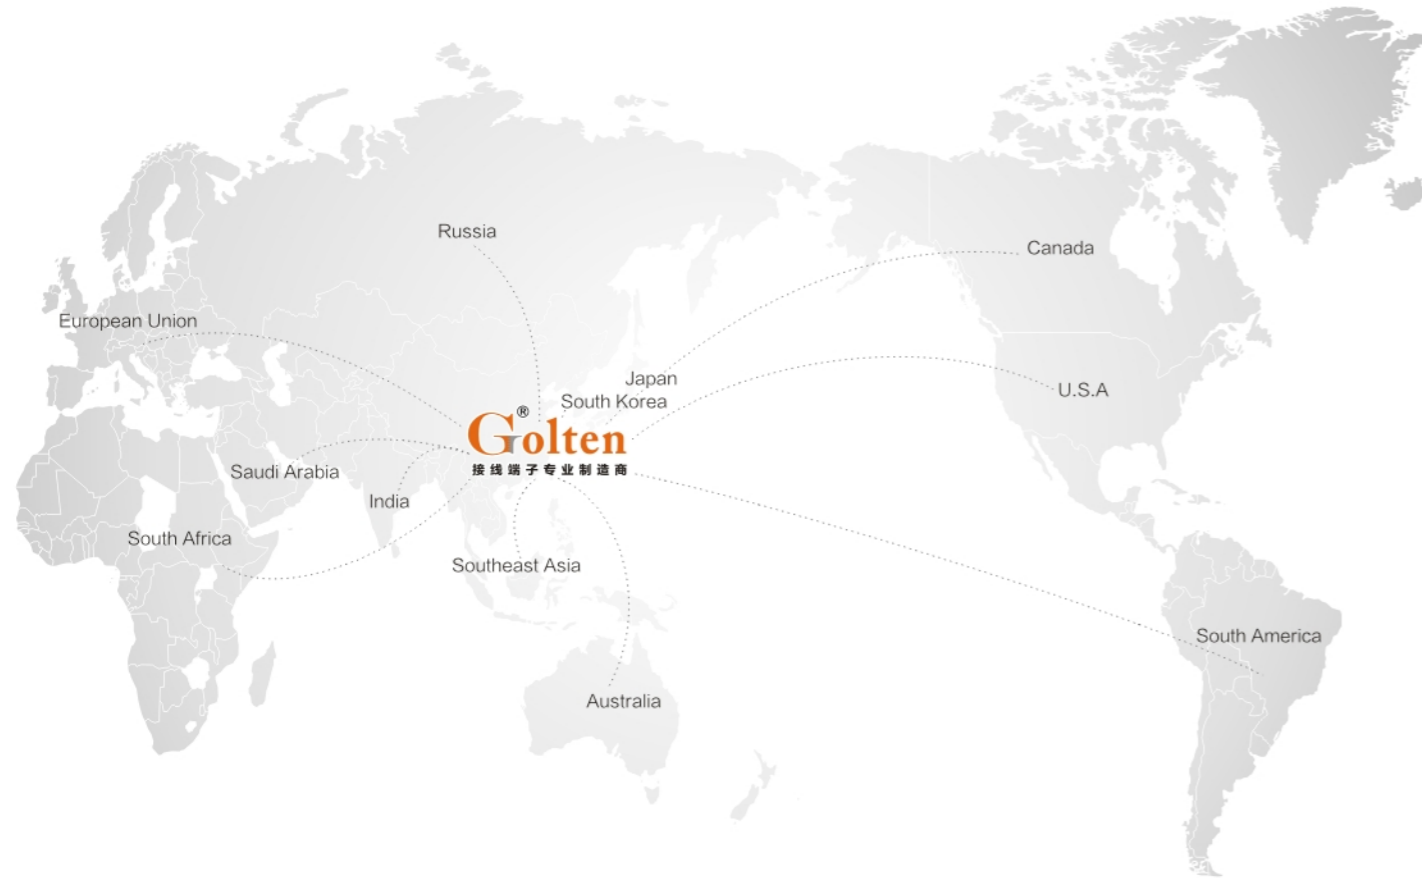 Russia
Canada
European Union
Japan
U.S.A
South Korea
Golten®
接线端子专业制造商
Saudi Arabia
India
South Africa
Southeast Asia
South America
Australia